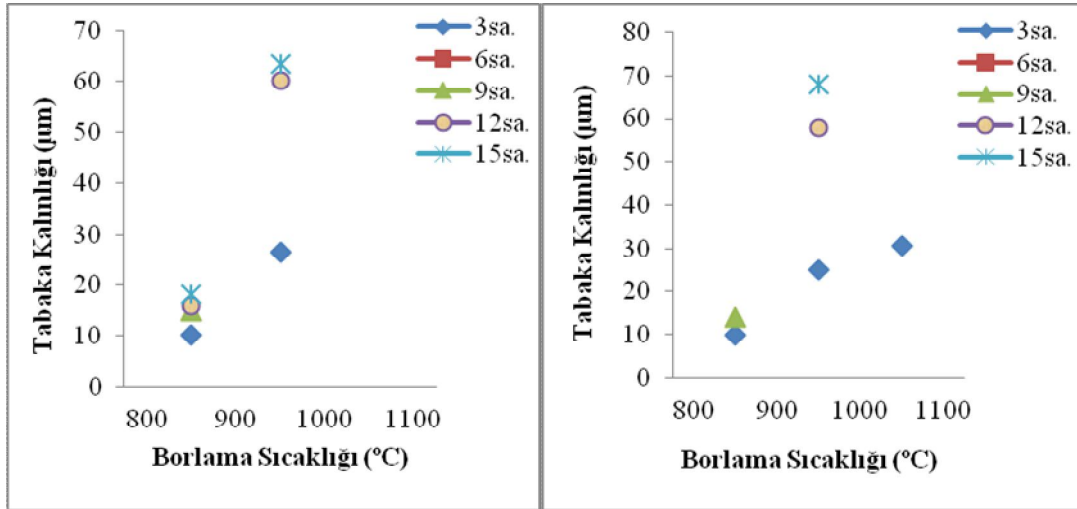 Tabaka Kalınlığı (µm)
70
60
50
40
30
20
10
0
800 900 1000 1100
Borlama Sıcaklığı (ºC)
3sa.
6sa.
9sa.
12sa.
15sa.
Tabaka Kalınlığı (µm)
80
70
60
50
40
30
20
10
0
800 900 1000 1100
Borlama Sıcaklığı (ºC)
3sa.
6sa.
9sa.
12sa.
15sa.